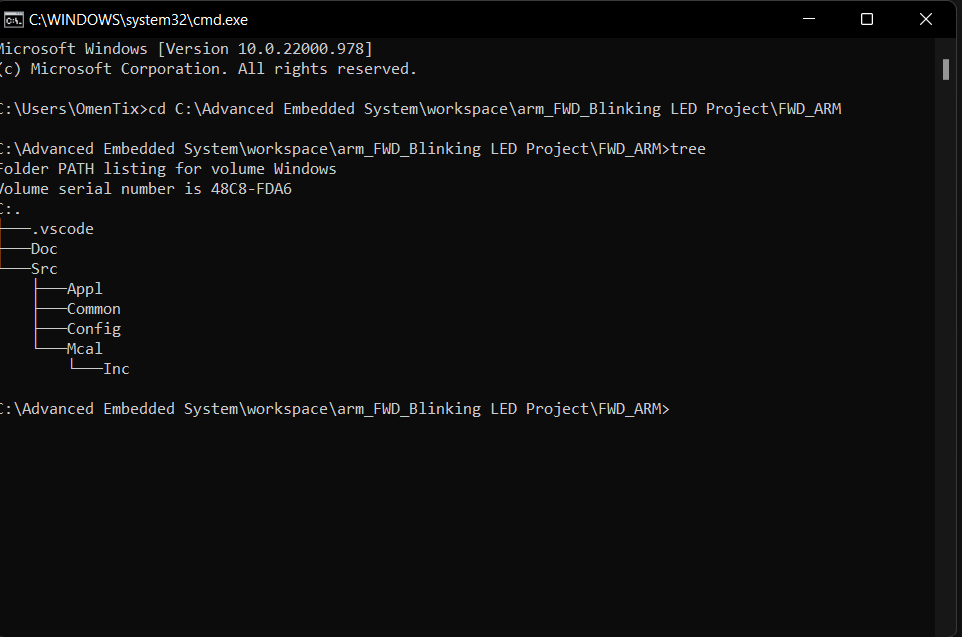 C:\WINDOWS\system32\cmd.exe
Microsoft Windows [Version 10.0.22000.978]
(c) Microsoft Corporation. All rights reserved.
C:\Users\OmenTix>cd C:\Advanced Embedded System\workspace\arm_FWD_Blinking LED Project\FWD_ARM
C:\Advanced Embedded System\workspace\arm_FWD_Blinking LED Project\FWD_ARM>tree
Folder PATH listing for volume Windows
Volume serial number is 48C8-FDA6
C:.
├───.vscode
├───Doc
└───Src
    ├───Appl
    ├───Common
    ├───Config
    └───Mcal
        └───Inc
C:\Advanced Embedded System\workspace\arm_FWD_Blinking LED Project\FWD_ARM>